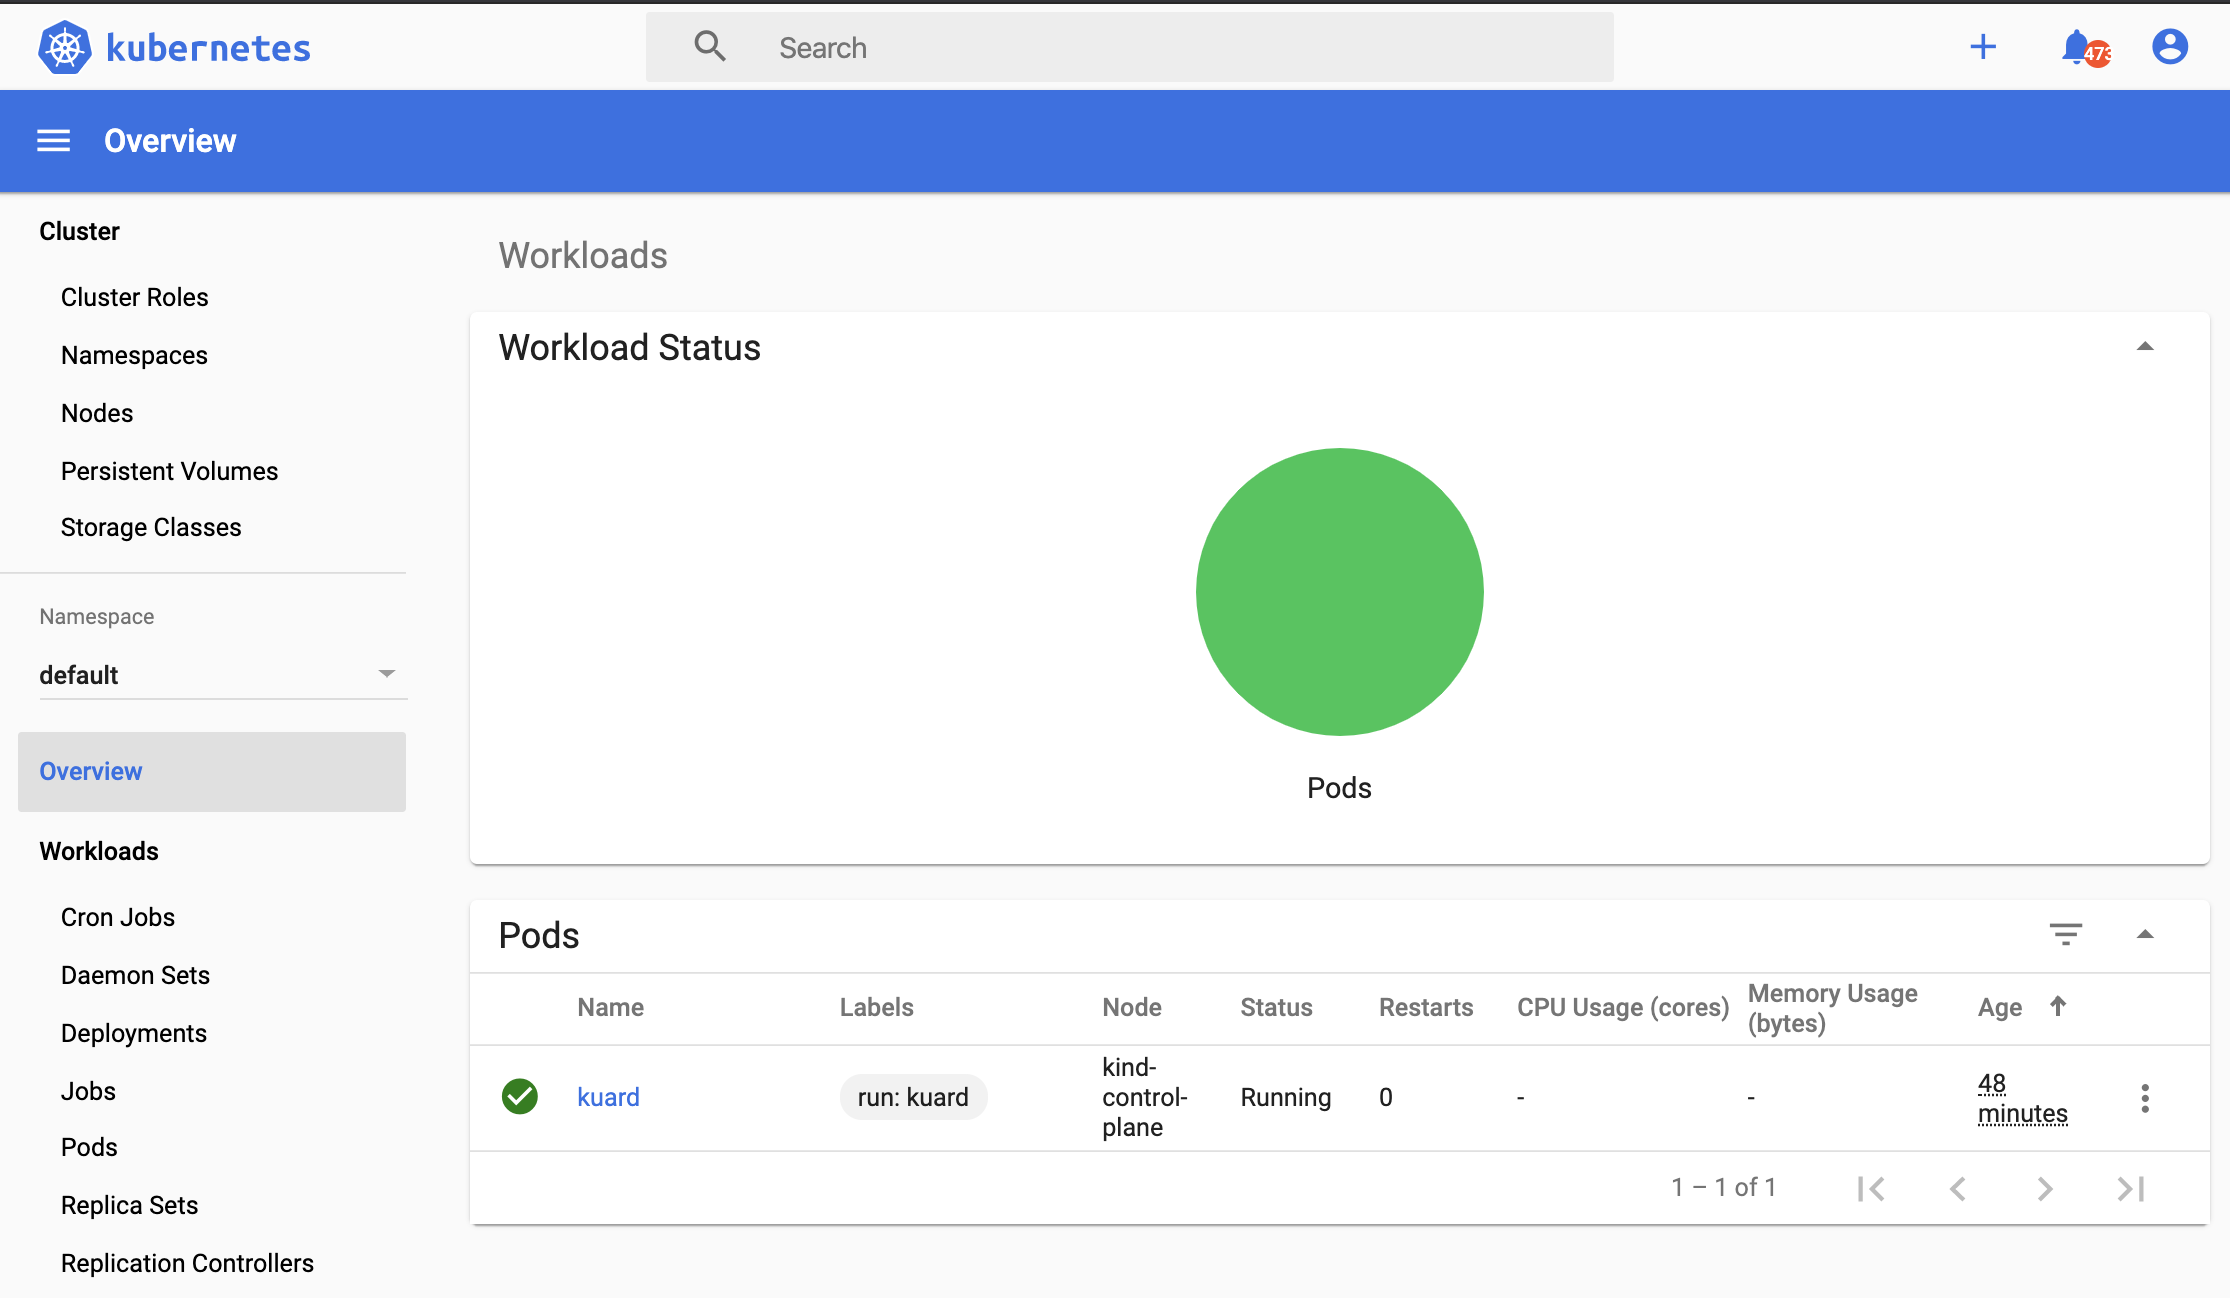 kubernetes
Search
473
Overview
Cluster
Cluster Roles
Namespaces
Nodes
Persistent Volumes
Storage Classes
Namespace
default
Overview
Workloads
Cron Jobs
Daemon Sets
Deployments
Jobs
Pods
Replica Sets
Replication Controllers
Workloads
Workload Status
Pods
Pods
Name
Labels
Node
Status
Restarts
CPU Usage (cores)
Memory Usage
(bytes)
Age
kuard
run: kuard
kind-
control-
plane
Running
0
-
-
48
minutes
1 – 1 of 1